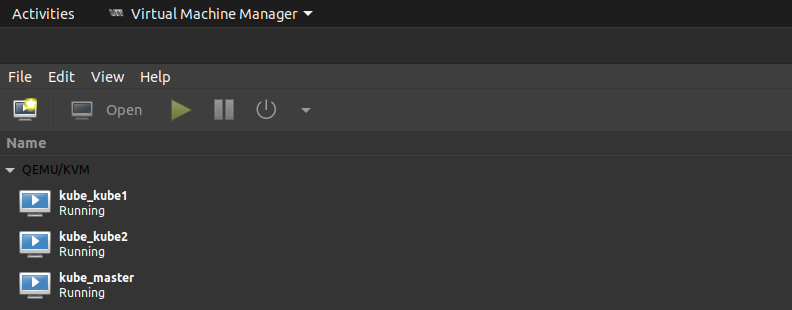 Activities Virtual Machine Manager
File Edit View Help
Open
Name
QEMU/KVM
kube_kube1
Running
kube_kube2
Running
kube_master
Running